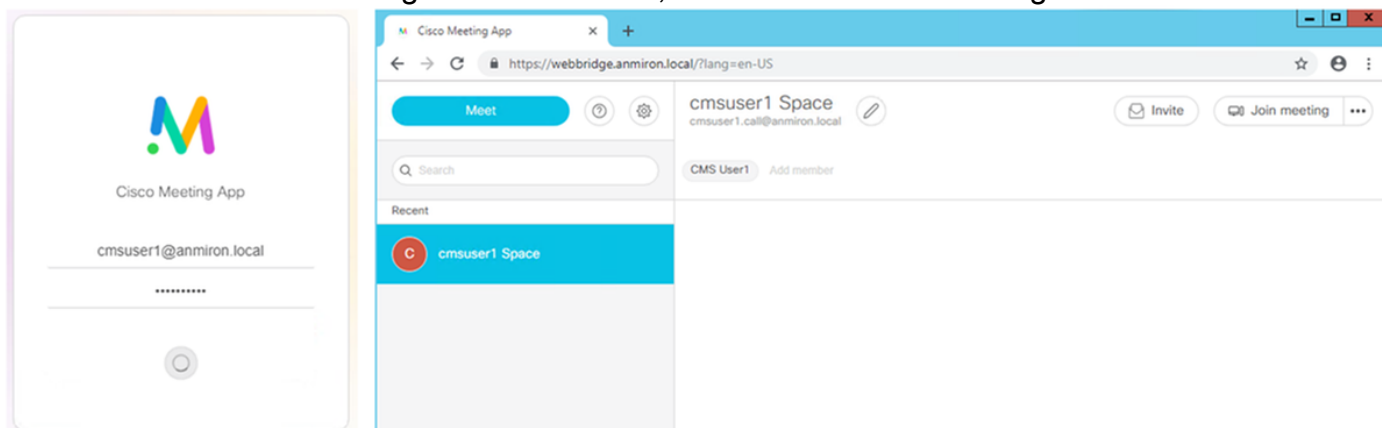 Cisco Meeting App
cmsuser1@anmiron.local
••••••••••
Cisco Meeting App
https://webbridge.anmiron.local/?lang=en-US
Meet
cmsuser1 Space
cmsuser1.call@anmiron.local
Invite
Join meeting
Search
CMS User1 Add member
Recent
C cmsuser1 Space